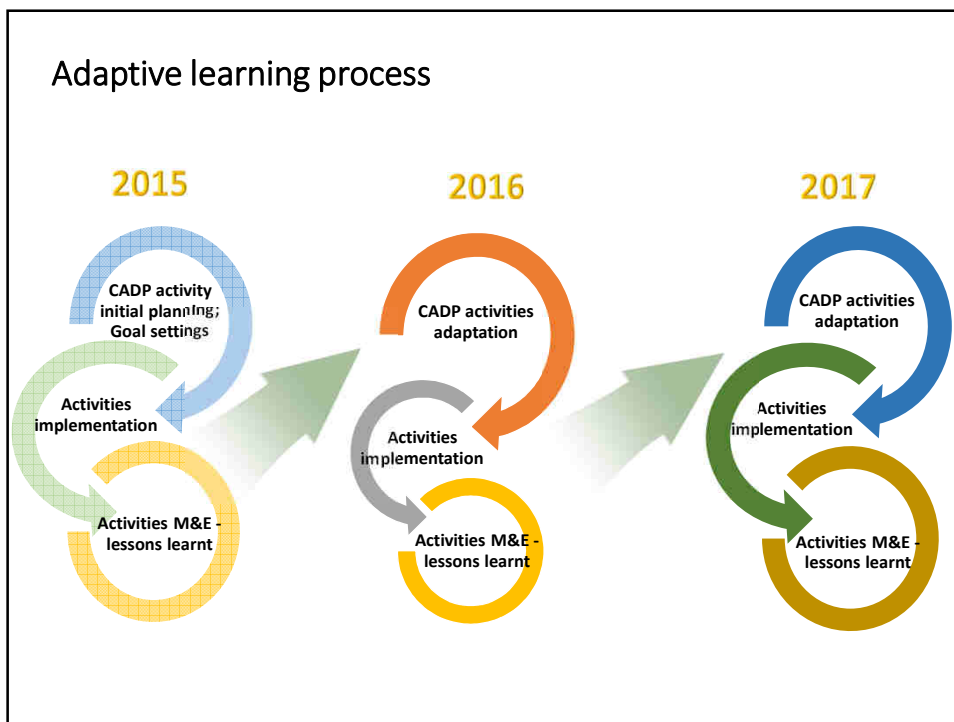 Adaptive learning process
2015
CADP activity
initial planning;
Goal settings
Activities
implementation
Activities M&E -
lessons learnt
2016
CADP activities
adaptation
Activities
implementation
Activities M&E -
lessons learnt
2017
CADP activities
adaptation
Activities
implementation
Activities M&E -
lessons learnt